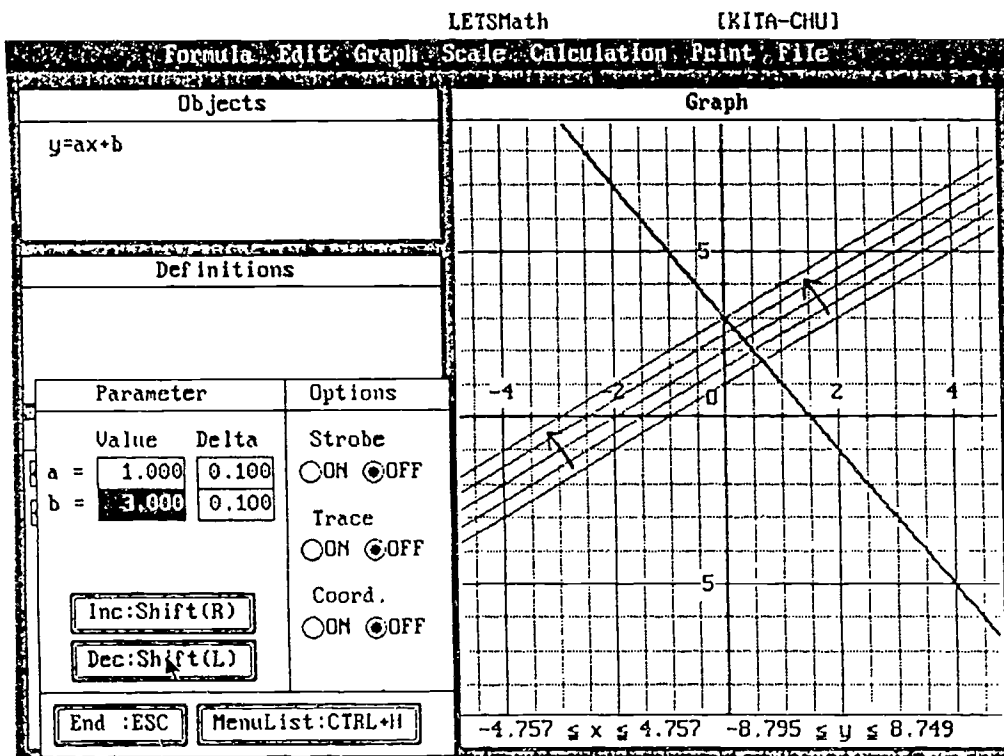 LETSMath [KITA-CHU]
Formula Edit Graph Scale Calculation Print File
Objects
y=ax+b
Definitions
Parameter
Value Delta
a = 1.000 0.100
b = 3.000 0.100
Inc:Shift(R)
Dec:Shift(L)
End :ESC MenuList:CTRL+H
Options
Strobe
ON OFF
Trace
ON OFF
Coord.
ON OFF
Graph
5
-4 -2 0 2 4
5
-4.757 ≦ x ≦ 4.757 -8.795 ≦ y ≦ 8.749